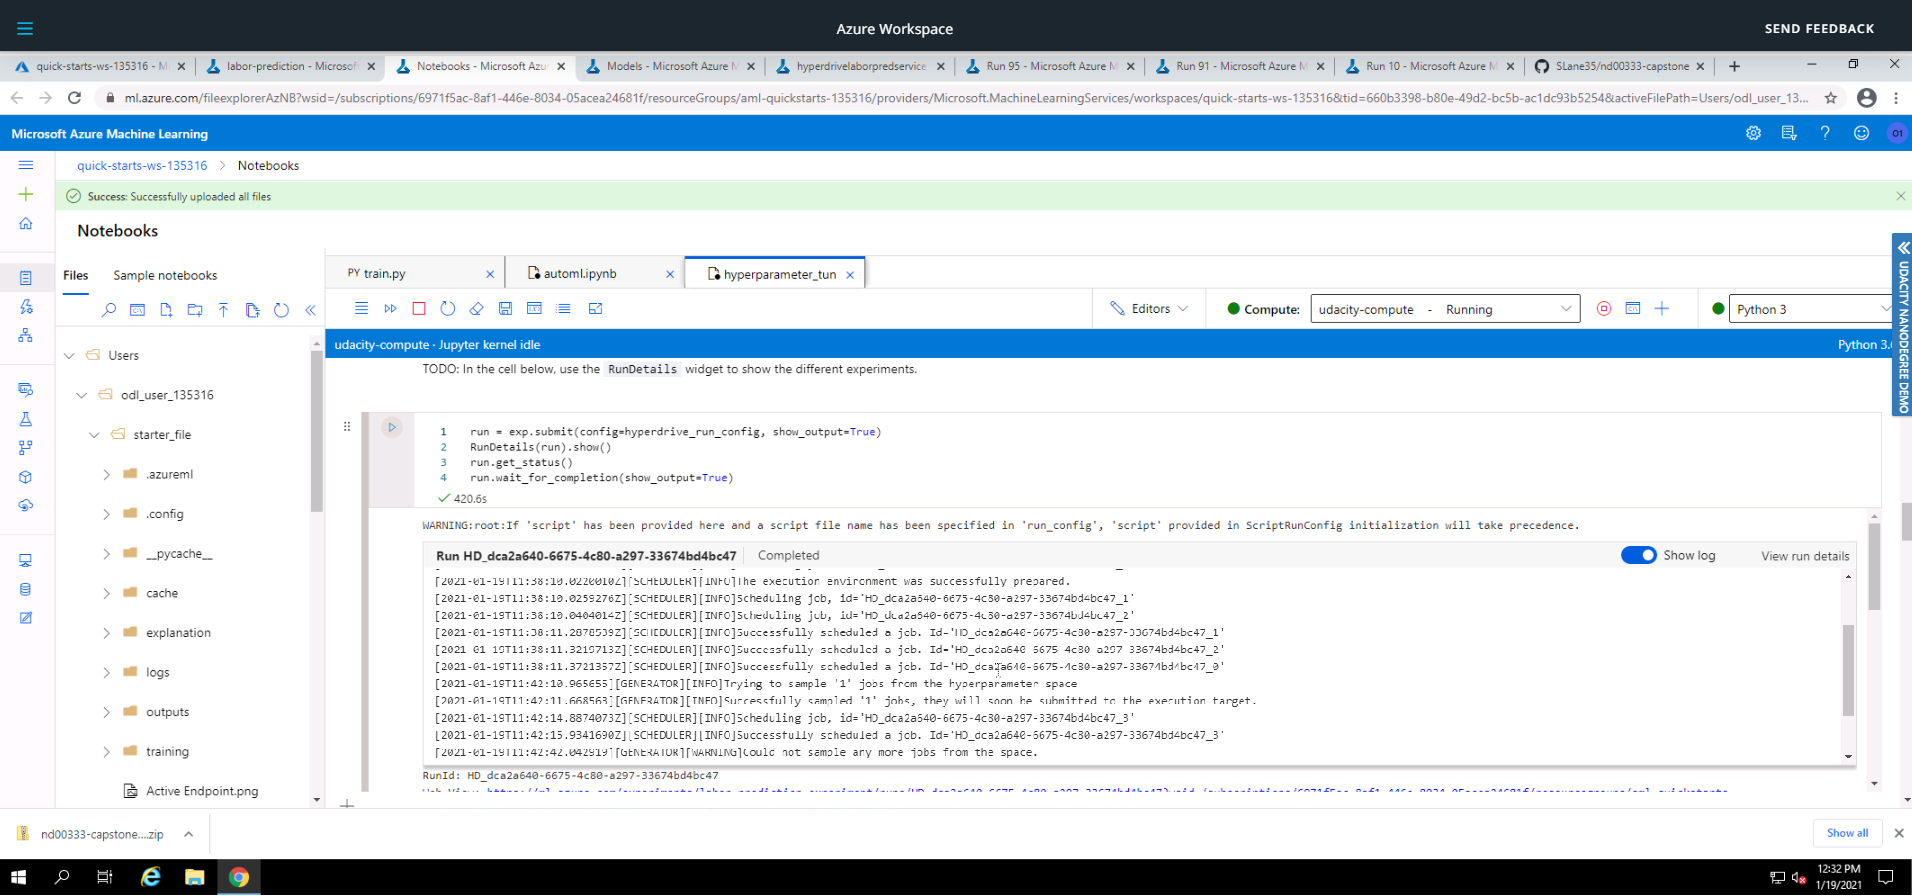 Azure Workspace
SEND FEEDBACK
quick-starts-ws-135316 - M
labor-prediction - Microsoft
Notebooks - Microsoft Azur
Models - Microsoft Azure M
hyperdrivelaborpredservice
Run 95 - Microsoft Azure M
Run 91 - Microsoft Azure M
Run 10 - Microsoft Azure M
SLane35/nd00333-capstone
ml.azure.com/fileexplorerAzNB?wsid=/subscriptions/6971f5ac-8af1-446e-8034-05acea24681f/resourceGroups/aml-quickstarts-135316/providers/Microsoft.MachineLearningServices/workspaces/quick-starts-ws-135316&tid=660b3398-b80e-49d2-bc5b-ac1dc93b5254&activeFilePath=Users/odl_user_13...
Microsoft Azure Machine Learning
O1
quick-starts-ws-135316 > Notebooks
Success: Successfully uploaded all files
Notebooks
Files
Sample notebooks
PY train.py
automl.ipynb
hyperparameter_tun
Editors
Compute:
udacity-compute - Running
Python 3
UDACITY NANODEGREE DEMO
udacity-compute · Jupyter kernel idle
Python 3.
Users
odl_user_135316
starter_file
.azureml
.config
__pycache__
cache
explanation
logs
outputs
training
Active Endpoint.png
TODO: In the cell below, use the RunDetails widget to show the different experiments.
1 run = exp.submit(config=hyperdrive_run_config, show_output=True)
2 RunDetails(run).show()
3 run.get_status()
4 run.wait_for_completion(show_output=True)
420.6s
WARNING:root:If 'script' has been provided here and a script file name has been specified in 'run_config', 'script' provided in ScriptRunConfig initialization will take precedence.
Run HD_dca2a640-6675-4c80-a297-33674bd4bc47
Completed
Show log
View run details
[2021-01-19T11:38:10.0220010Z][SCHEDULER][INFO]The execution environment was successfully prepared.
[2021-01-19T11:38:10.0259276Z][SCHEDULER][INFO]Scheduling job, id='HD_dca2a640-6675-4c80-a297-33674bd4bc47_1'
[2021-01-19T11:38:10.0404014Z][SCHEDULER][INFO]Scheduling job, id='HD_dca2a640-6675-4c80-a297-33674bd4bc47_2'
[2021-01-19T11:38:11.2878539Z][SCHEDULER][INFO]Successfully scheduled a job. Id='HD_dca2a640-6675-4c80-a297-33674bd4bc47_1'
[2021-01-19T11:38:11.3219713Z][SCHEDULER][INFO]Successfully scheduled a job. Id='HD_dca2a640-6675-4c80-a297-33674bd4bc47_2'
[2021-01-19T11:38:11.3721357Z][SCHEDULER][INFO]Successfully scheduled a job. Id='HD_dca2a640-6675-4c80-a297-33674bd4bc47_0'
[2021-01-19T11:42:10.965655][GENERATOR][INFO]Trying to sample '1' jobs from the hyperparameter space
[2021-01-19T11:42:11.668563][GENERATOR][INFO]Successfully sampled '1' jobs, they will soon be submitted to the execution target.
[2021-01-19T11:42:14.8874073Z][SCHEDULER][INFO]Scheduling job, id='HD_dca2a640-6675-4c80-a297-33674bd4bc47_3'
[2021-01-19T11:42:15.9341690Z][SCHEDULER][INFO]Successfully scheduled a job. Id='HD_dca2a640-6675-4c80-a297-33674bd4bc47_3'
[2021-01-19T11:42:42.042919][GENERATOR][WARNING]Could not sample any more jobs from the space.
RunId: HD_dca2a640-6675-4c80-a297-33674bd4bc47
nd00333-capstone....zip
Show all
12:32 PM
1/19/2021